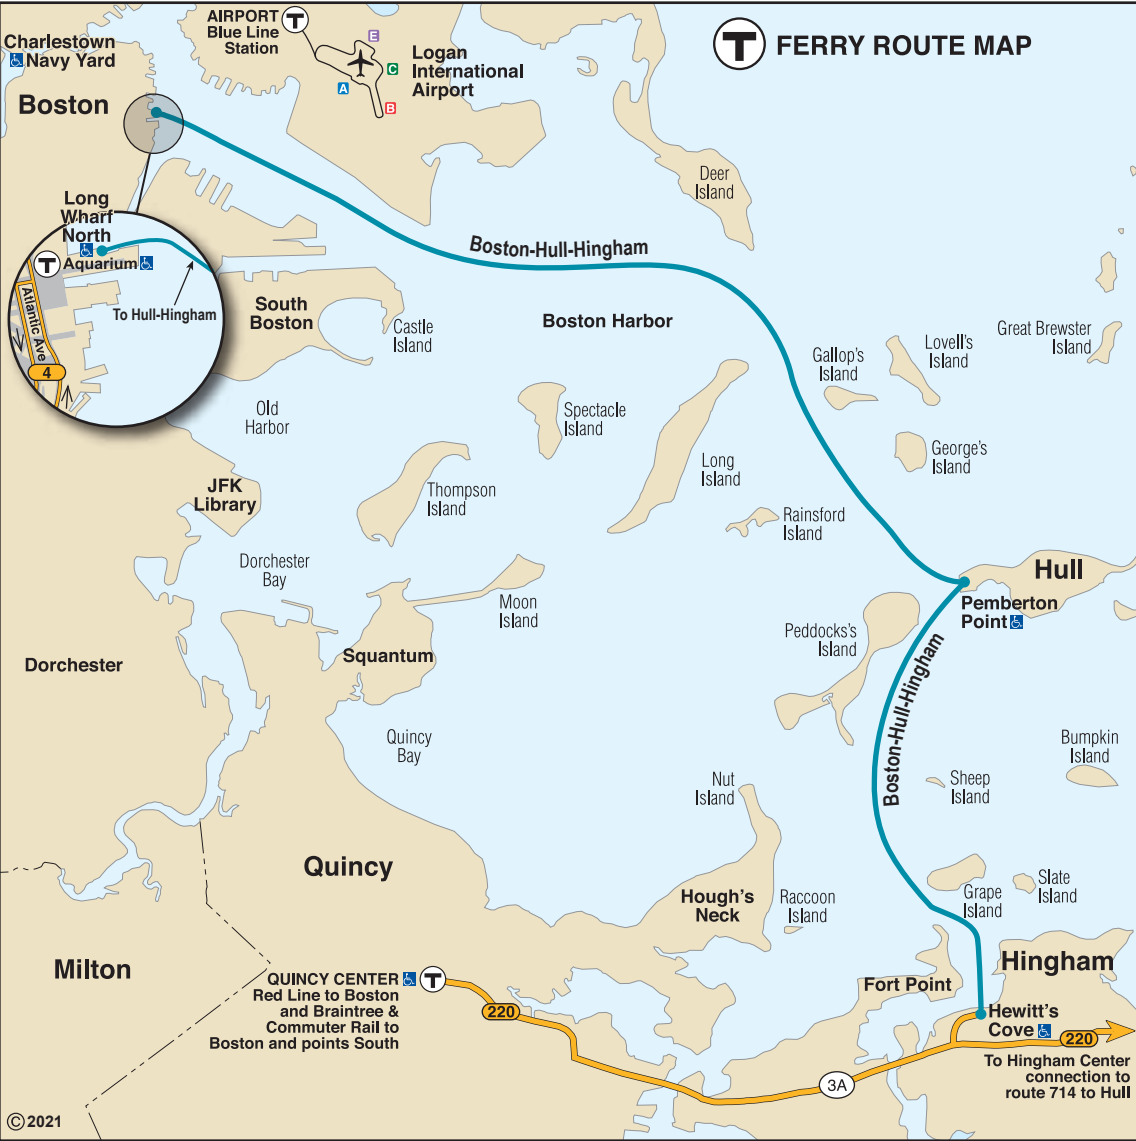 AIRPORT
Blue Line
Station
T
E
C
A
B
Logan
International
Airport
T
FERRY ROUTE MAP
Charlestown
Navy Yard
Boston
Deer
Island
Long
Wharf
North
T
Aquarium
To Hull-Hingham
Atlantic Ave
4
Boston-Hull-Hingham
South
Boston
Castle
Island
Boston Harbor
Gallop's
Island
Lovell's
Island
Great Brewster
Island
Old
Harbor
Spectacle
Island
George's
Island
Long
Island
JFK
Library
Thompson
Island
Rainsford
Island
Dorchester
Bay
Moon
Island
Hull
Pemberton
Point
Peddocks's
Island
Dorchester
Squantum
Boston-Hull-Hingham
Quincy
Bay
Nut
Island
Sheep
Island
Bumpkin
Island
Quincy
Hough's
Neck
Raccoon
Island
Grape
Island
Slate
Island
Milton
Hingham
Fort Point
QUINCY CENTER
T
Red Line to Boston
and Braintree &
Commuter Rail to
Boston and points South
220
Hewitt's
Cove
220
To Hingham Center
connection to
route 714 to Hull
3A
© 2021